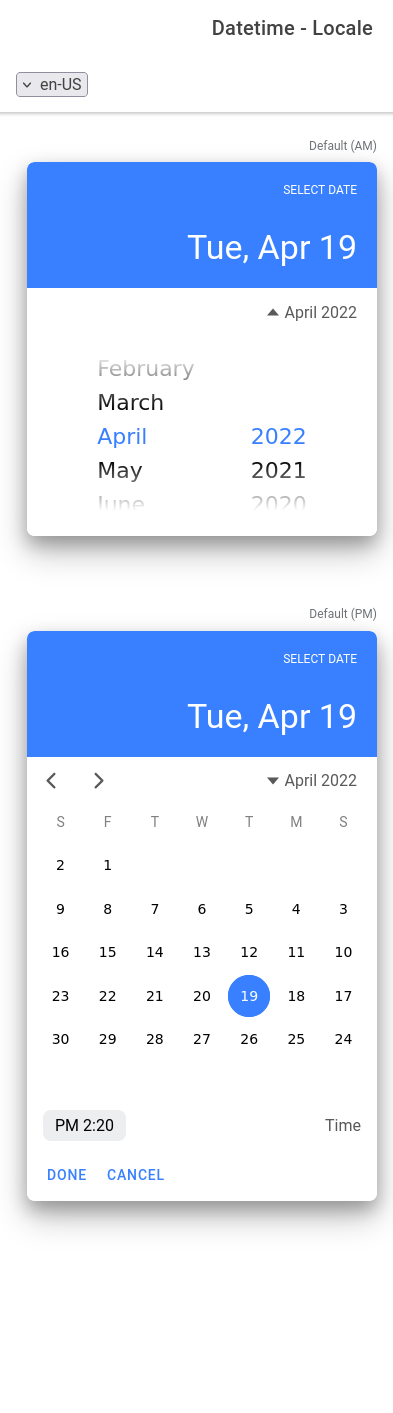 Datetime - Locale
en-US
Default (AM)
SELECT DATE
Tue, Apr 19
April 2022
February
March
April 2022
May 2021
June 2020
Default (PM)
SELECT DATE
Tue, Apr 19
April 2022
S F T W T M S
2 1
9 8 7 6 5 4 3
16 15 14 13 12 11 10
23 22 21 20 19 18 17
30 29 28 27 26 25 24
PM 2:20 Time
DONE CANCEL